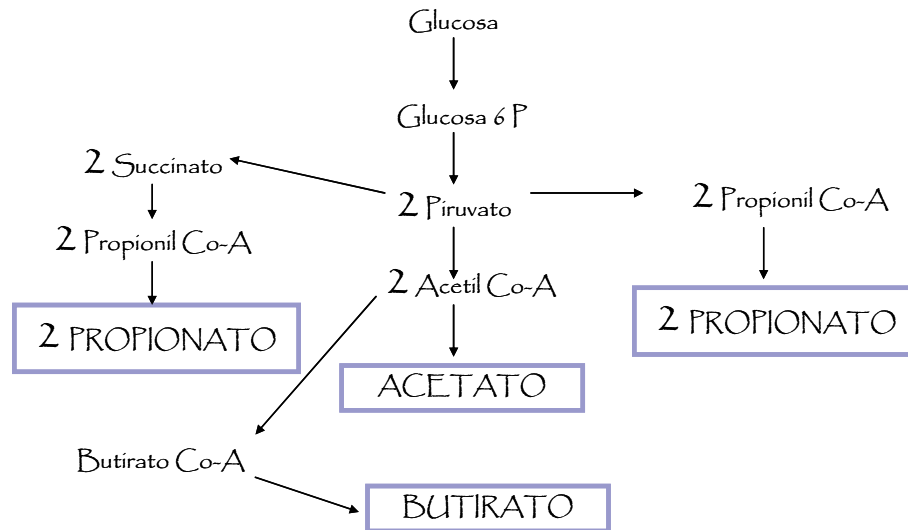 Glucosa
Glucosa 6 P
2 Succinato
2 Piruvato
2 Propionil Co-A
2 Propionil Co-A
2 Acetil Co-A
2 PROPIONATO
2 PROPIONATO
ACETATO
Butirato Co-A
BUTIRATO